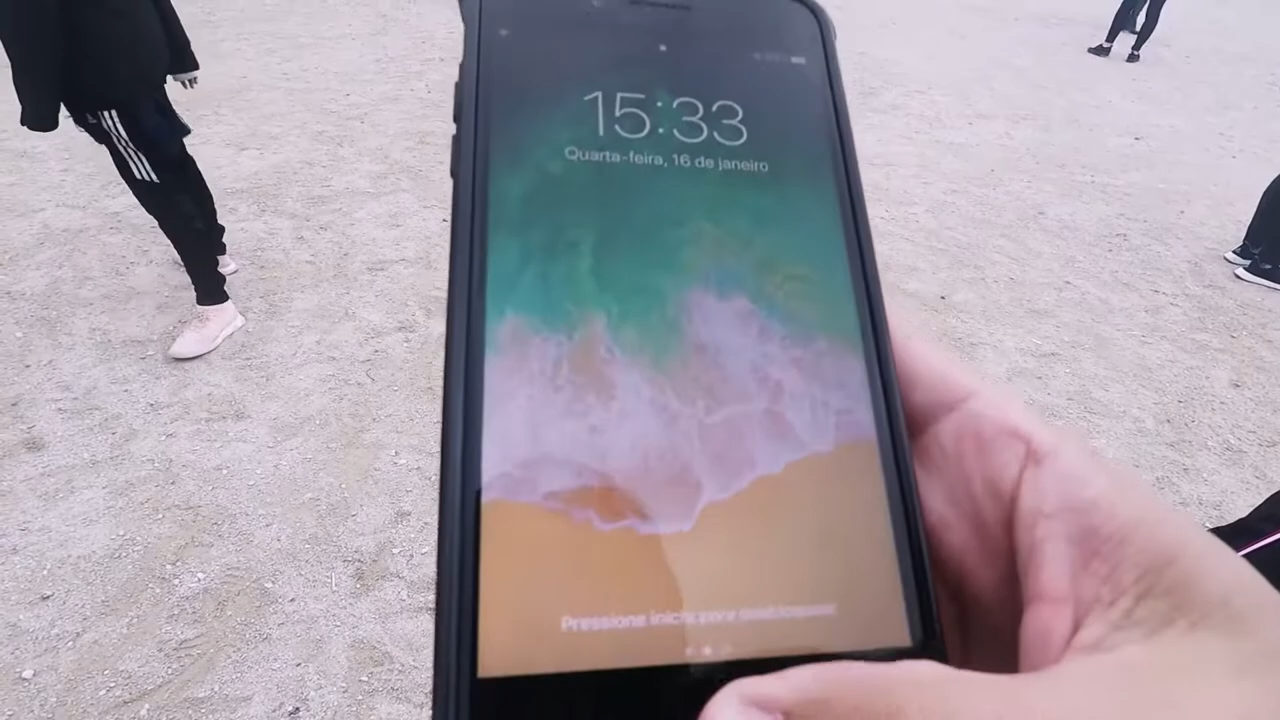 15:33
Quarta-feira, 16 de janeiro
Pressione início para desbloquear